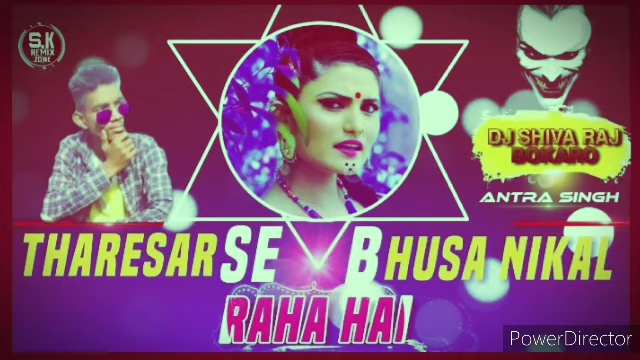 S.K
REMIX
ZONE
DJ SHIVA RAJ
BOKARO
ANTRA SINGH
THARESAR SE BHUSA NIKAL
RAHA HAI
PowerDirector